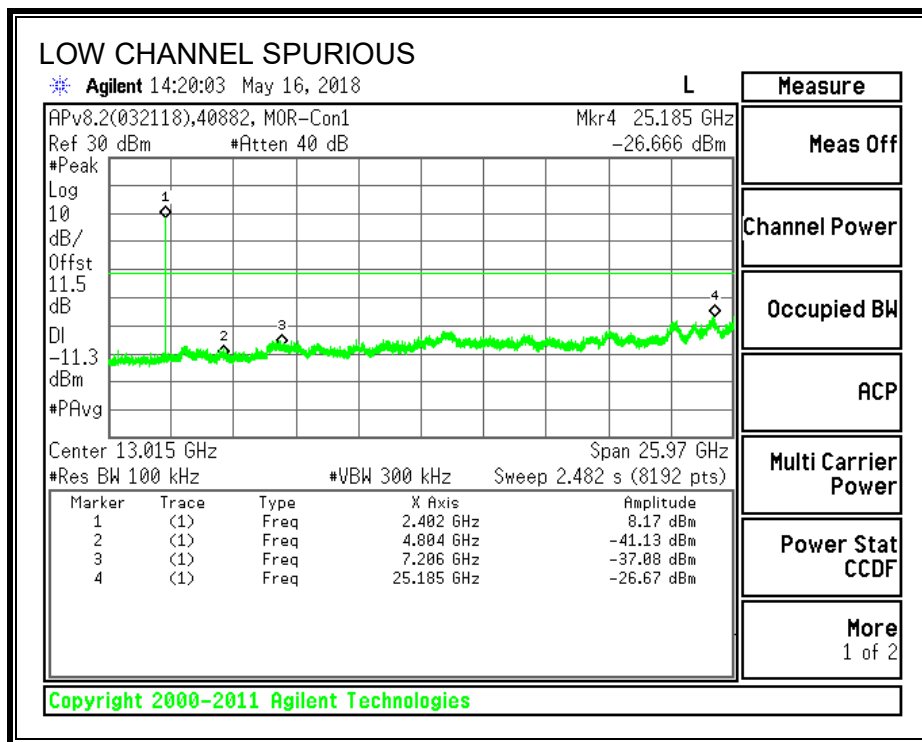 LOW CHANNEL SPURIOUS
Agilent 14:20:03 May 16, 2018 L
Measure
APv8.2(032118),40882, MOR-Con1 Mkr4 25.185 GHz
Ref 30 dBm #Atten 40 dB -26.666 dBm
Meas Off
#Peak
Log
10
dB/
Offst
11.5
dB
DI
-11.3
dBm
#PAvg
1
2
3
4
Channel Power
Occupied BW
ACP
Center 13.015 GHz Span 25.97 GHz
#Res BW 100 kHz #VBW 300 kHz Sweep 2.482 s (8192 pts)
Multi Carrier
Power
Marker Trace Type X Axis Amplitude
1 (1) Freq 2.402 GHz 8.17 dBm
2 (1) Freq 4.804 GHz -41.13 dBm
3 (1) Freq 7.206 GHz -37.08 dBm
4 (1) Freq 25.185 GHz -26.67 dBm
Power Stat
CCDF
More
1 of 2
Copyright 2000-2011 Agilent Technologies